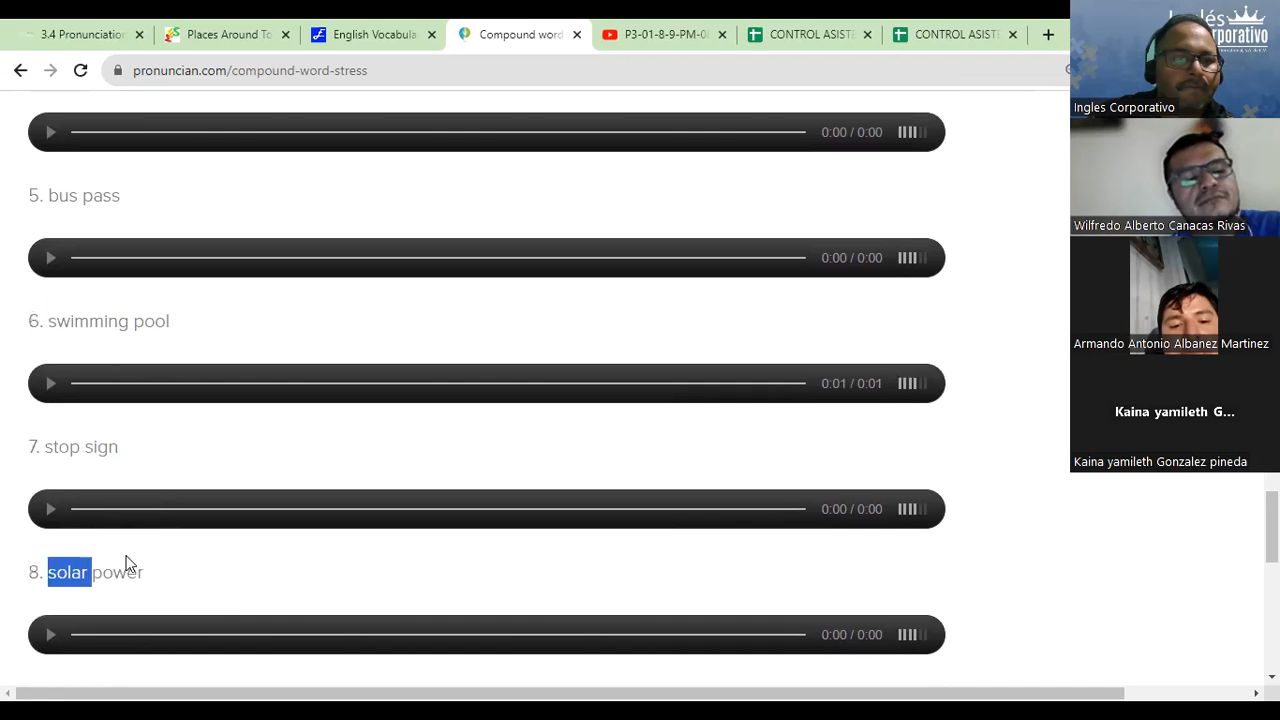 3.4 Pronunciation
Places Around To
English Vocabula
Compound word
P3-01-8-9-PM-0
CONTROL ASIST
CONTROL ASISTE
pronuncian.com/compound-word-stress
0:00 / 0:00
5. bus pass
0:00 / 0:00
6. swimming pool
0:01 / 0:01
7. stop sign
0:00 / 0:00
8. solar power
0:00 / 0:00
Inglés
Corporativo
Ingles Corporativo
Wilfredo Alberto Canacas Rivas
Armando Antonio Albanez Martinez
Kaina yamileth G...
Kaina yamileth Gonzalez pineda